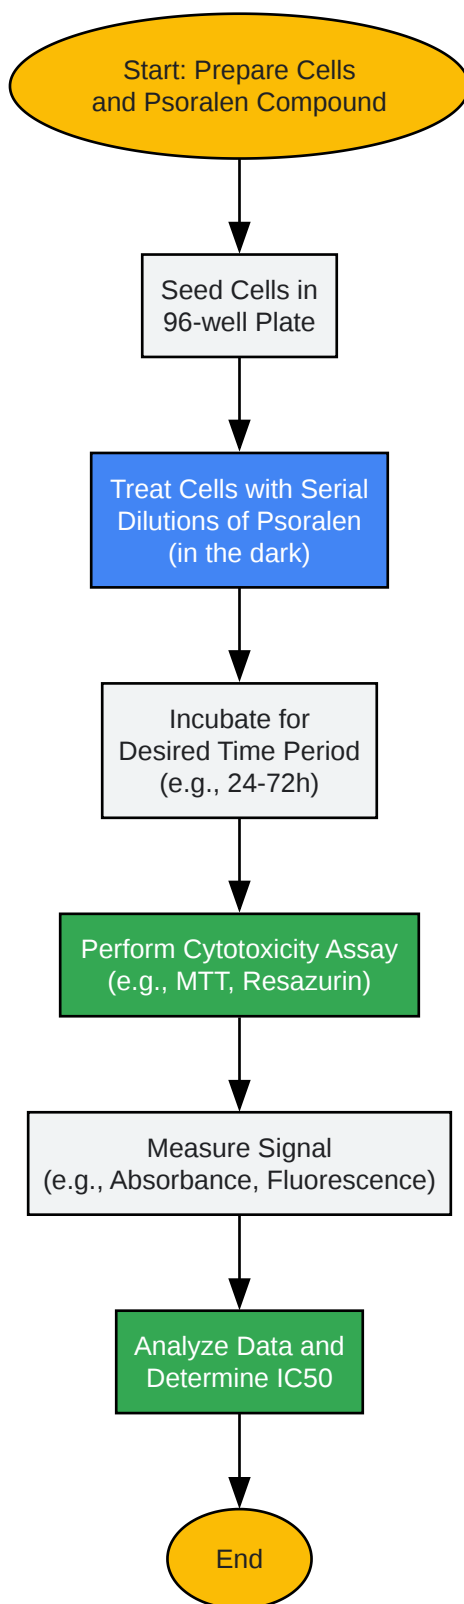 Start: Prepare Cells
and Psoralen Compound
Seed Cells in
96-well Plate
Treat Cells with Serial
Dilutions of Psoralen
(in the dark)
Incubate for
Desired Time Period
(e.g., 24-72h)
Perform Cytotoxicity Assay
(e.g., MTT, Resazurin)
Measure Signal
(e.g., Absorbance, Fluorescence)
Analyze Data and
Determine IC50
End